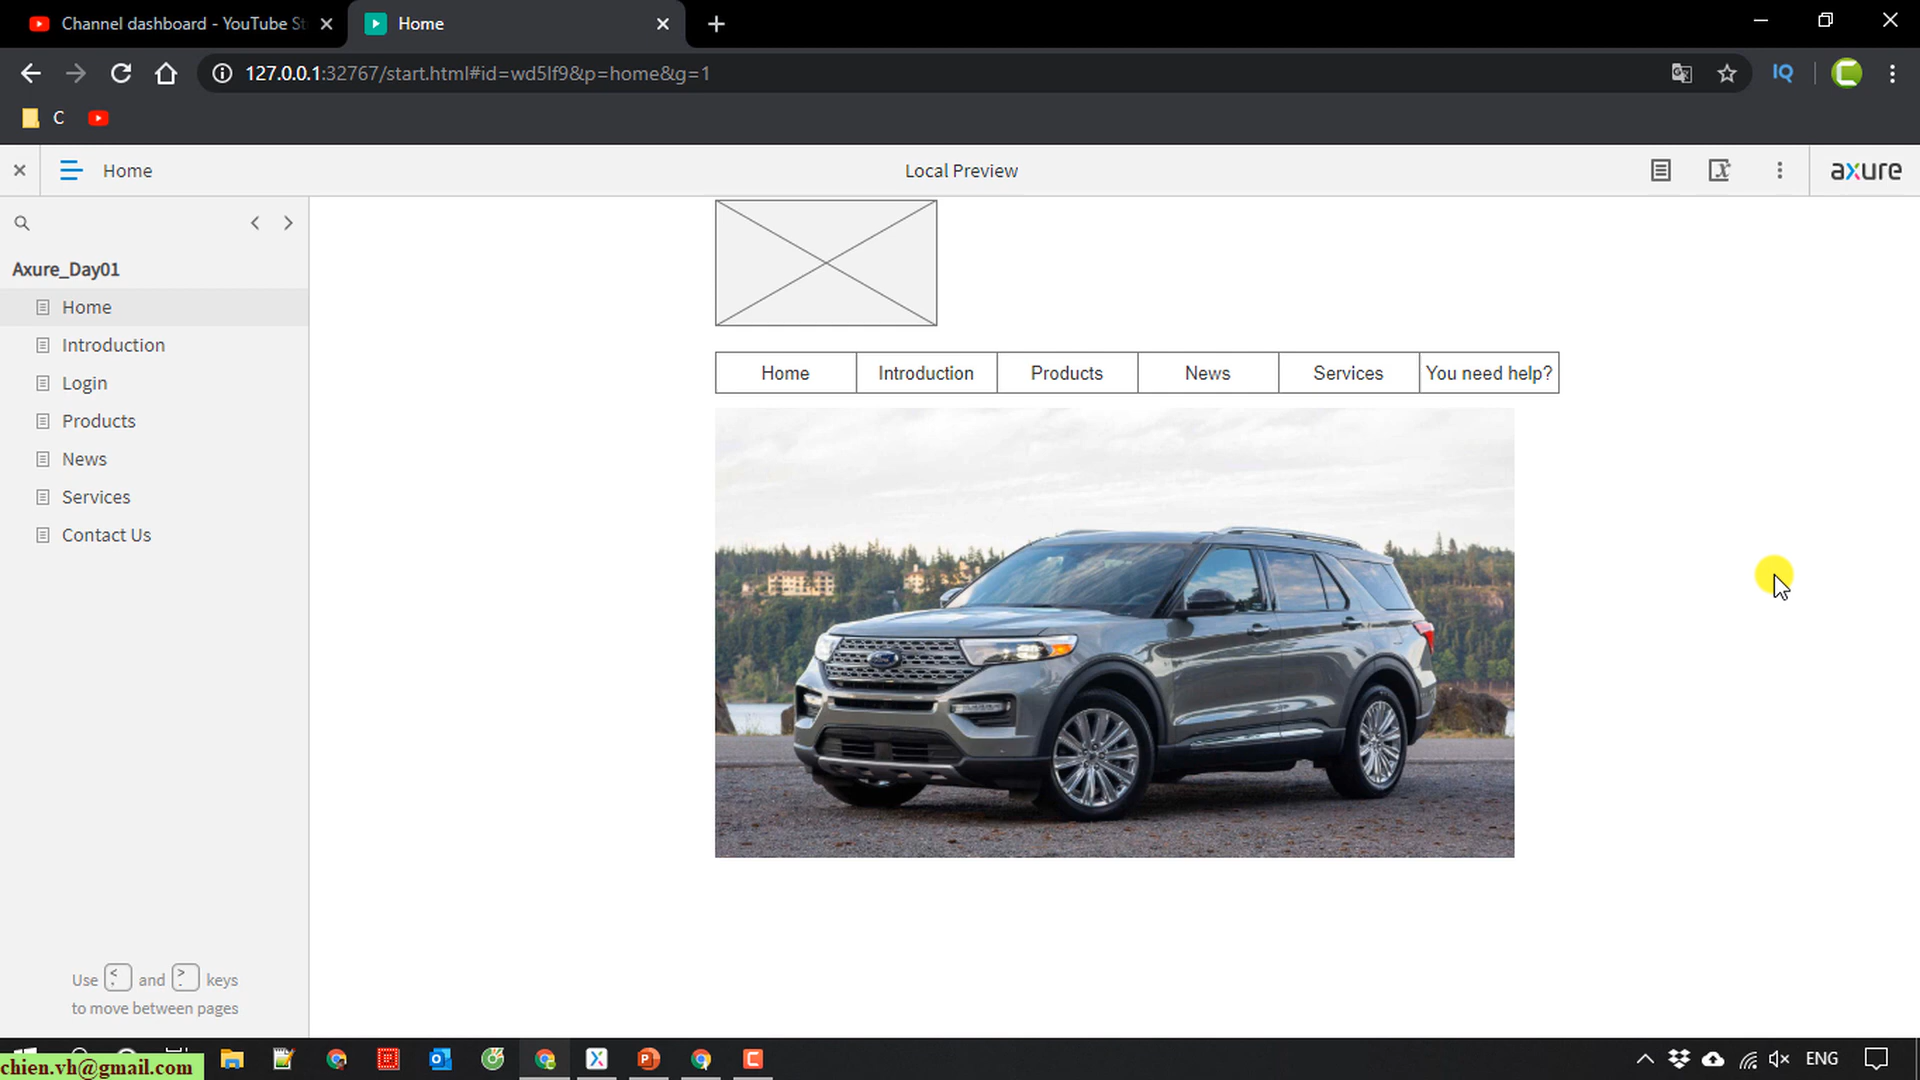 Channel dashboard - YouTube St
Home
127.0.0.1:32767/start.html#id=wd5lf9&p=home&g=1
IQ
C
Home
Local Preview
axure
Axure_Day01
Home
Introduction
Login
Products
News
Services
Contact Us
Home
Introduction
Products
News
Services
You need help?
Use < , and > . keys
to move between pages
chien.vh@gmail.com
ENG